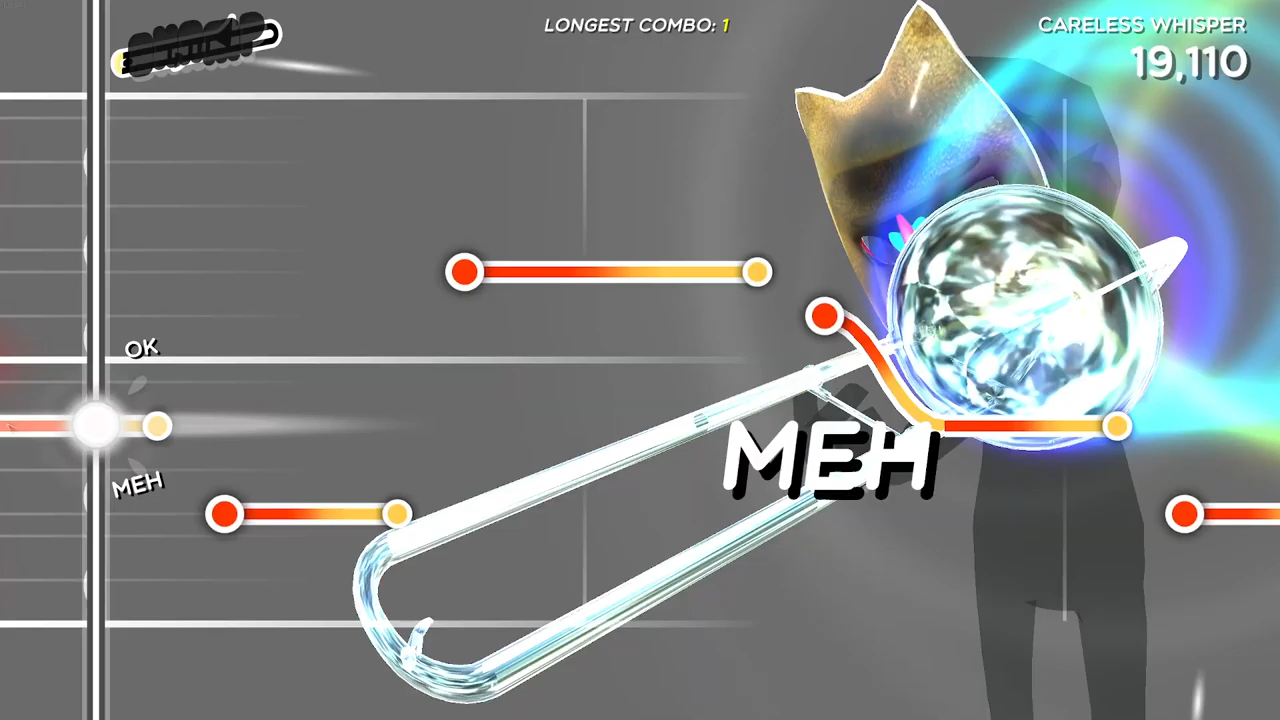 LONGEST COMBO: 1
CARELESS WHISPER
19,110
OK
MEH
MEH